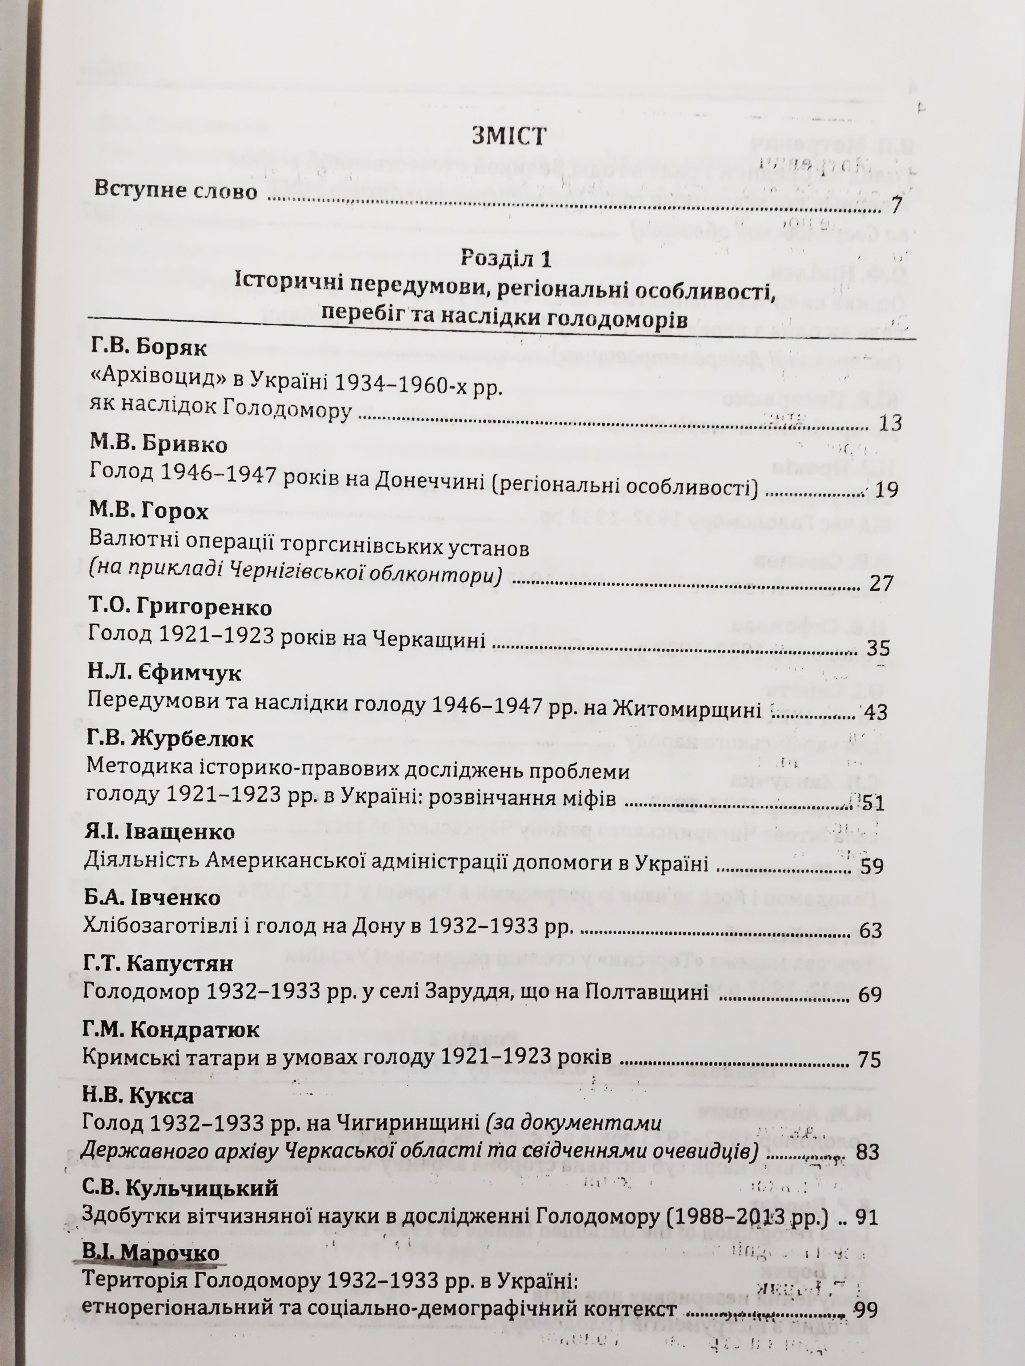 ЗМІСТ
Вступне слово ........ 7
Розділ 1
Історичні передумови, регіональні особливості,
перебіг та наслідки голодоморів
Г.В. Боряк
«Архівоцид» в Україні 1934–1960-х рр.
як наслідок Голодомору ........ 13
М.В. Бривко
Голод 1946–1947 років на Донеччині (регіональні особливості) ........ 19
М.В. Горох
Валютні операції торгсинівських установ
(на прикладі Чернігівської облконтори) ........ 27
Т.О. Григоренко
Голод 1921–1923 років на Черкащині ........ 35
Н.Л. Єфимчук
Передумови та наслідки голоду 1946–1947 рр. на Житомирщині ........ 43
Г.В. Журбелюк
Методика історико-правових досліджень проблеми
голоду 1921–1923 рр. в Україні: розвінчання міфів ........ 51
Я.І. Іващенко
Діяльність Американської адміністрації допомоги в Україні ........ 59
Б.А. Івченко
Хлібозаготівлі і голод на Дону в 1932–1933 рр. ........ 63
Г.Т. Капустян
Голодомор 1932–1933 рр. у селі Заруддя, що на Полтавщині ........ 69
Г.М. Кондратюк
Кримські татари в умовах голоду 1921–1923 років ........ 75
Н.В. Кукса
Голод 1932–1933 рр. на Чигиринщині (за документами
Державного архіву Черкаської області та свідченнями очевидців) ........ 83
С.В. Кульчицький
Здобутки вітчизняної науки в дослідженні Голодомору (1988–2013 рр.) .. 91
В.І. Марочко
Територія Голодомору 1932–1933 рр. в Україні:
етнорегіональний та соціально-демографічний контекст ........ 99